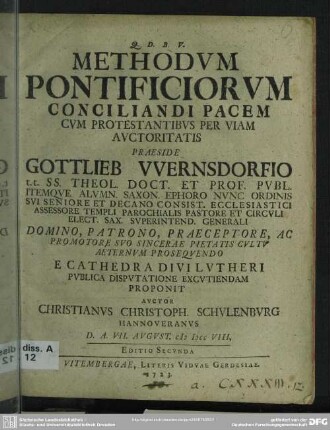 Q. D. B. V.
METHODVM
PONTIFICIORVM
CONCILIANDI PACEM
CVM PROTESTANTIBVS PER VIAM
AVCTORITATIS
PRAESIDE
GOTTLIEB VVERNSDORFIO
t.t. SS. THEOL. DOCT. ET PROF. PVBL.
ITEMQVE ALVMN. SAXON. EPHORO NVNC ORDINIS
SVI SENIORE ET DECANO CONSIST. ECCLESIASTICI
ASSESSORE TEMPLI PAROCHIALIS PASTORE ET CIRCVLI
ELECT. SAX. SVPERINTEND. GENERALI
DOMINO, PATRONO, PRAECEPTORE, AC
PROMOTORE SVO SINCERAE PIETATIS CVLTV
AETERNVM PROSEQVENDO
E CATHEDRA DIVI LVTHERI
PVBLICA DISPVTATIONE EXCVTIENDAM
PROPONIT
AVCTOR
CHRISTIANVS CHRISTOPH. SCHVLENBVRG
HANNOVERANVS
D. A. VII. AVGVST. VIII.
EDITIO SECVNDA
VITEMBERGAE, LITERIS VIDVAE GERDESIAE.
1723.
diss. A
12